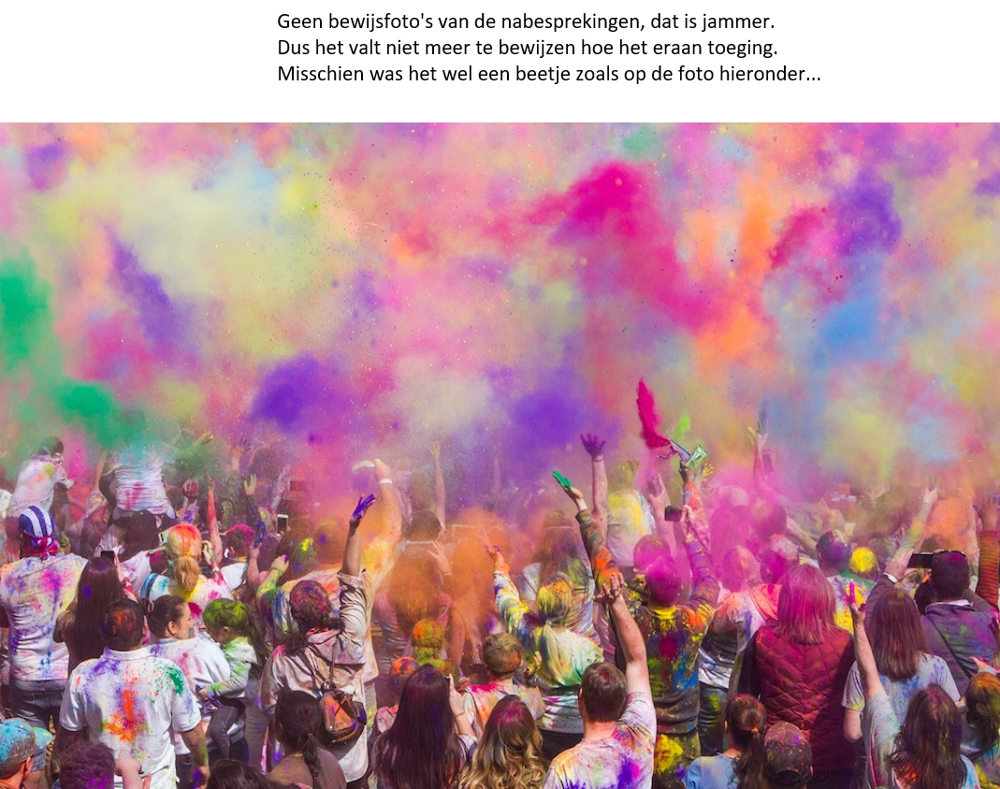 Geen bewijsfoto's van de nabesprekingen, dat is jammer.
Dus het valt niet meer te bewijzen hoe het eraan toeging.
Misschien was het wel een beetje zoals op de foto hieronder...